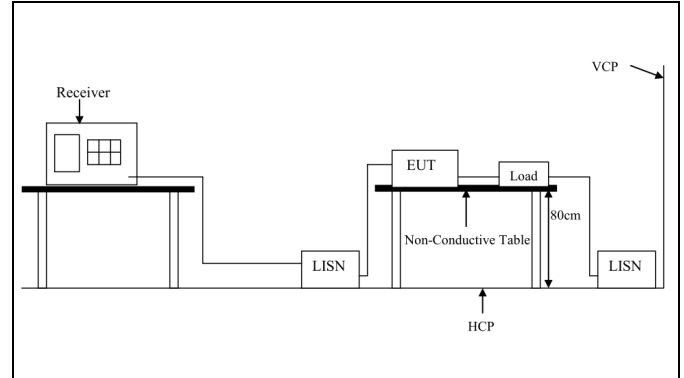 VCP
Receiver
EUT
Load
80cm
Non-Conductive Table
LISN
LISN
HCP